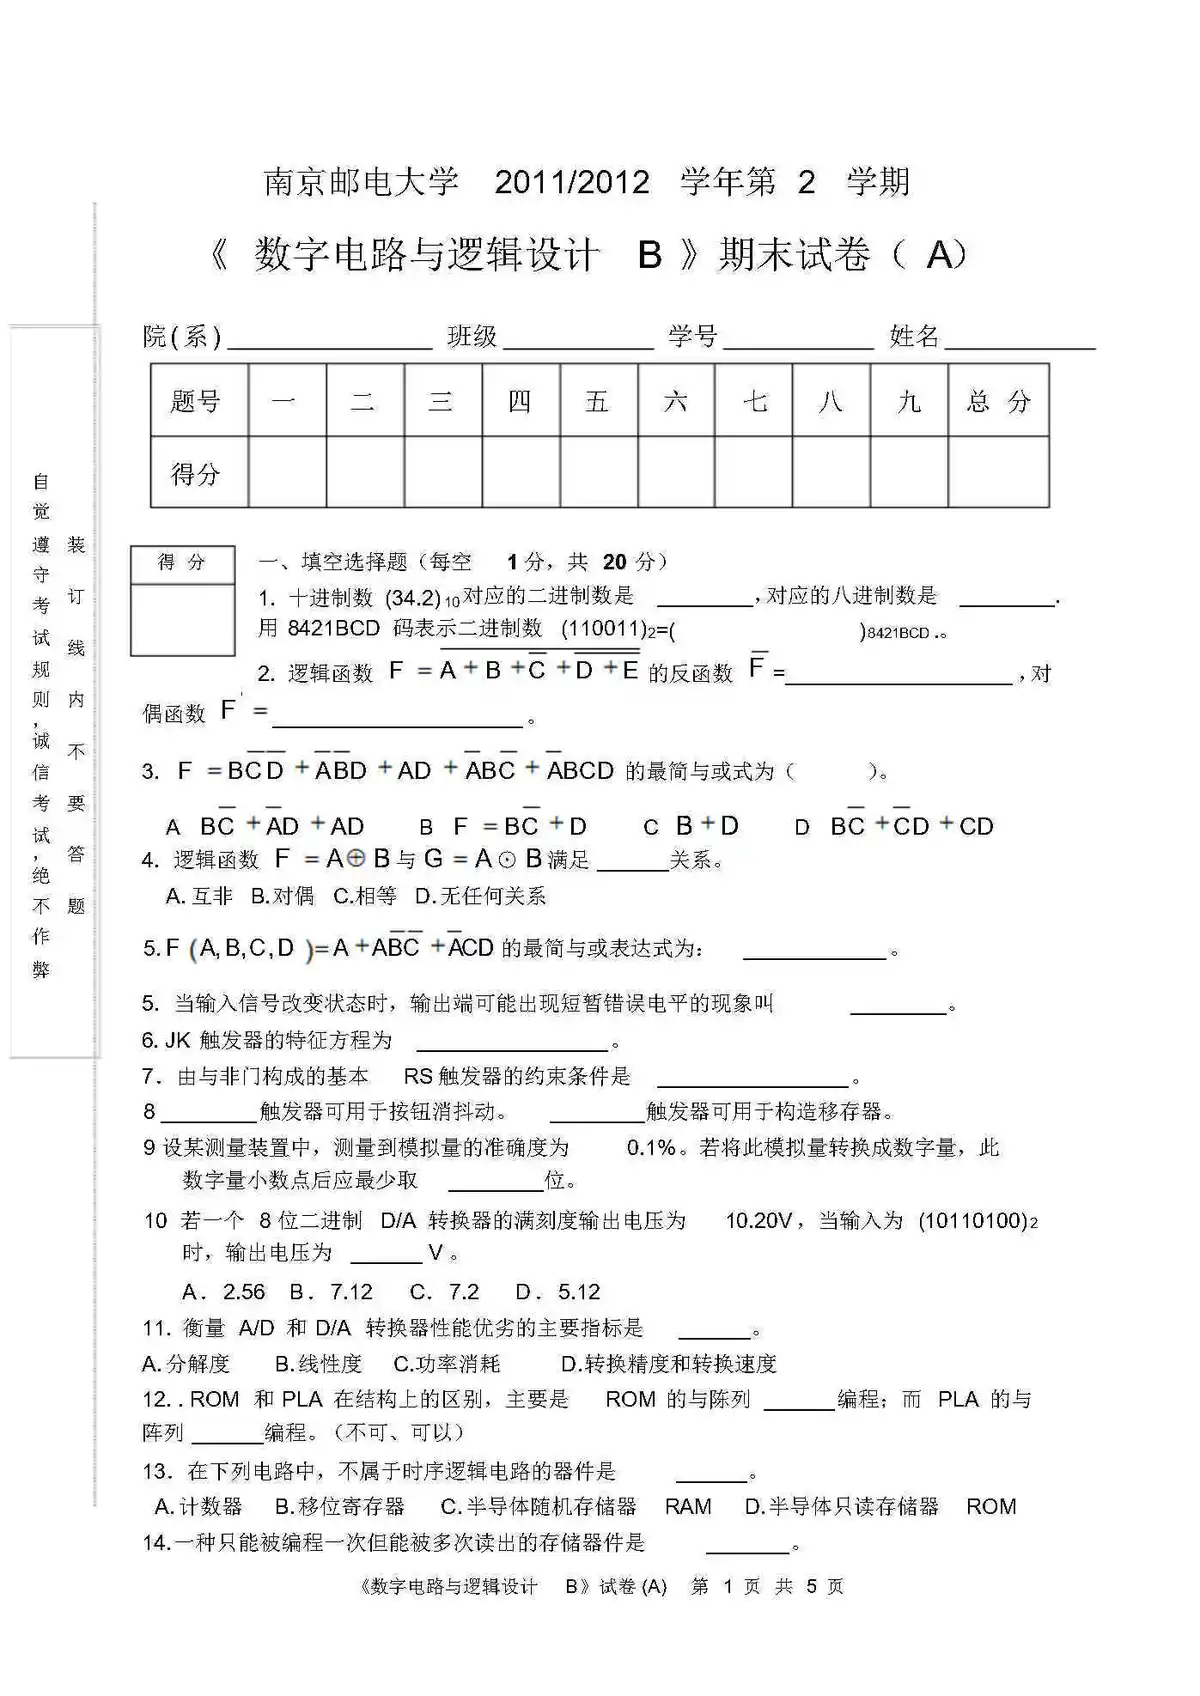 南京邮电大学 2011/2012 学年第 2 学期
《 数字电路与逻辑设计 B 》期末试卷（ A）
院(系)________ 班级________ 学号________ 姓名________
题号 一 二 三 四 五 六 七 八 九 总 分
得分
自觉遵守考试规则，诚信考试，绝不作弊
装订线内不要答题
得 分
一、填空选择题（每空 1分，共 20 分）
1. 十进制数 (34.2)₁₀对应的二进制数是 ________，对应的八进制数是 ________.
用 8421BCD 码表示二进制数 (110011)₂=( )8421BCD .。
2. 逻辑函数 F = \overline{A + B + \overline{C} + \overline{D + E}} 的反函数 \overline{F} =________，对
偶函数 F' = ________。
3. F = B\overline{C}\overline{D} + \overline{A}\overline{B}D + AD + \overline{A}B\overline{C} + \overline{A}BCD 的最简与或式为（ ）。
A B\overline{C} + \overline{A}D + AD B F = B\overline{C} + D C B + D D B\overline{C} + \overline{C}D + CD
4. 逻辑函数 F = A⊕ B 与 G = A⊙ B 满足 ______关系。
A. 互非 B.对偶 C.相等 D.无任何关系
5. F (A, B, C, D )= A + A\overline{B}\overline{C} + \overline{A}CD 的最简与或表达式为： ________。
5. 当输入信号改变状态时，输出端可能出现短暂错误电平的现象叫 ________。
6. JK 触发器的特征方程为 ________。
7．由与非门构成的基本 RS 触发器的约束条件是 ________。
8 ________触发器可用于按钮消抖动。 ________触发器可用于构造移存器。
9 设某测量装置中，测量到模拟量的准确度为 0.1%。若将此模拟量转换成数字量，此
数字量小数点后应最少取 ________位。
10 若一个 8 位二进制 D/A 转换器的满刻度输出电压为 10.20V，当输入为 (10110100)₂
时，输出电压为 ______ V 。
A．2.56 B．7.12 C．7.2 D．5.12
11. 衡量 A/D 和 D/A 转换器性能优劣的主要指标是 ______。
A.分解度 B.线性度 C.功率消耗 D.转换精度和转换速度
12. . ROM 和 PLA 在结构上的区别，主要是 ROM 的与陈列 ______编程；而 PLA 的与
阵列 ______编程。（不可、可以）
13．在下列电路中，不属于时序逻辑电路的器件是 ______。
A.计数器 B.移位寄存器 C.半导体随机存储器 RAM D.半导体只读存储器 ROM
14.一种只能被编程一次但能被多次读出的存储器件是 _______。
《数字电路与逻辑设计 B》试卷(A) 第 1 页 共 5 页